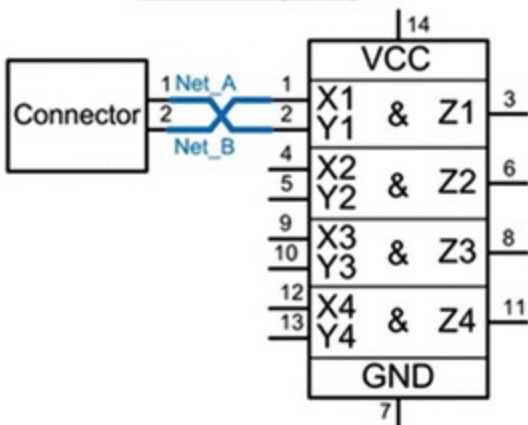 14
VCC
1 Net_A 1
Connector
2 2
Net_B
X1 & Z1 3
Y1
4 X2 & Z2 6
5 Y2
9 X3 & Z3 8
10 Y3
12 X4 & Z4 11
13 Y4
GND
7